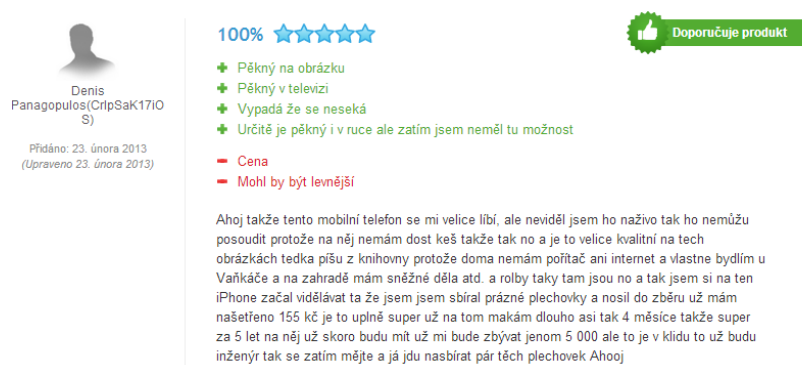 100%
Doporučuje produkt
Denis
Panagopulos(CrlpSaK17iO
S)
Přidáno: 23. února 2013
(Upraveno 23. února 2013)
Pěkný na obrázku
Pěkný v televizi
Vypadá že se neseká
Určitě je pěkný i v ruce ale zatím jsem neměl tu možnost
Cena
Mohl by být levnější
Ahoj takže tento mobilní telefon se mi velice líbí, ale neviděl jsem ho naživo tak ho nemůžu
posoudit protože na něj nemám dost keš takže tak no a je to velice kvalitní na tech
obrázkách tedka píšu z knihovny protože doma nemám pořítač ani internet a vlastne bydlím u
Vaňkáče a na zahradě mám sněžné děla atd. a rolby taky tam jsou no a tak jsem si na ten
iPhone začal vidělávat ta že jsem jsem sbíral prázné plechovky a nosil do zběru už mám
našetřeno 155 kč je to uplně super už na tom makám dlouho asi tak 4 měsíce takže super
za 5 let na něj už skoro budu mít už mi bude zbývat jenom 5 000 ale to je v klidu to už budu
inženýr tak se zatím mějte a já jdu nasbírat pár těch plechovek Ahooj